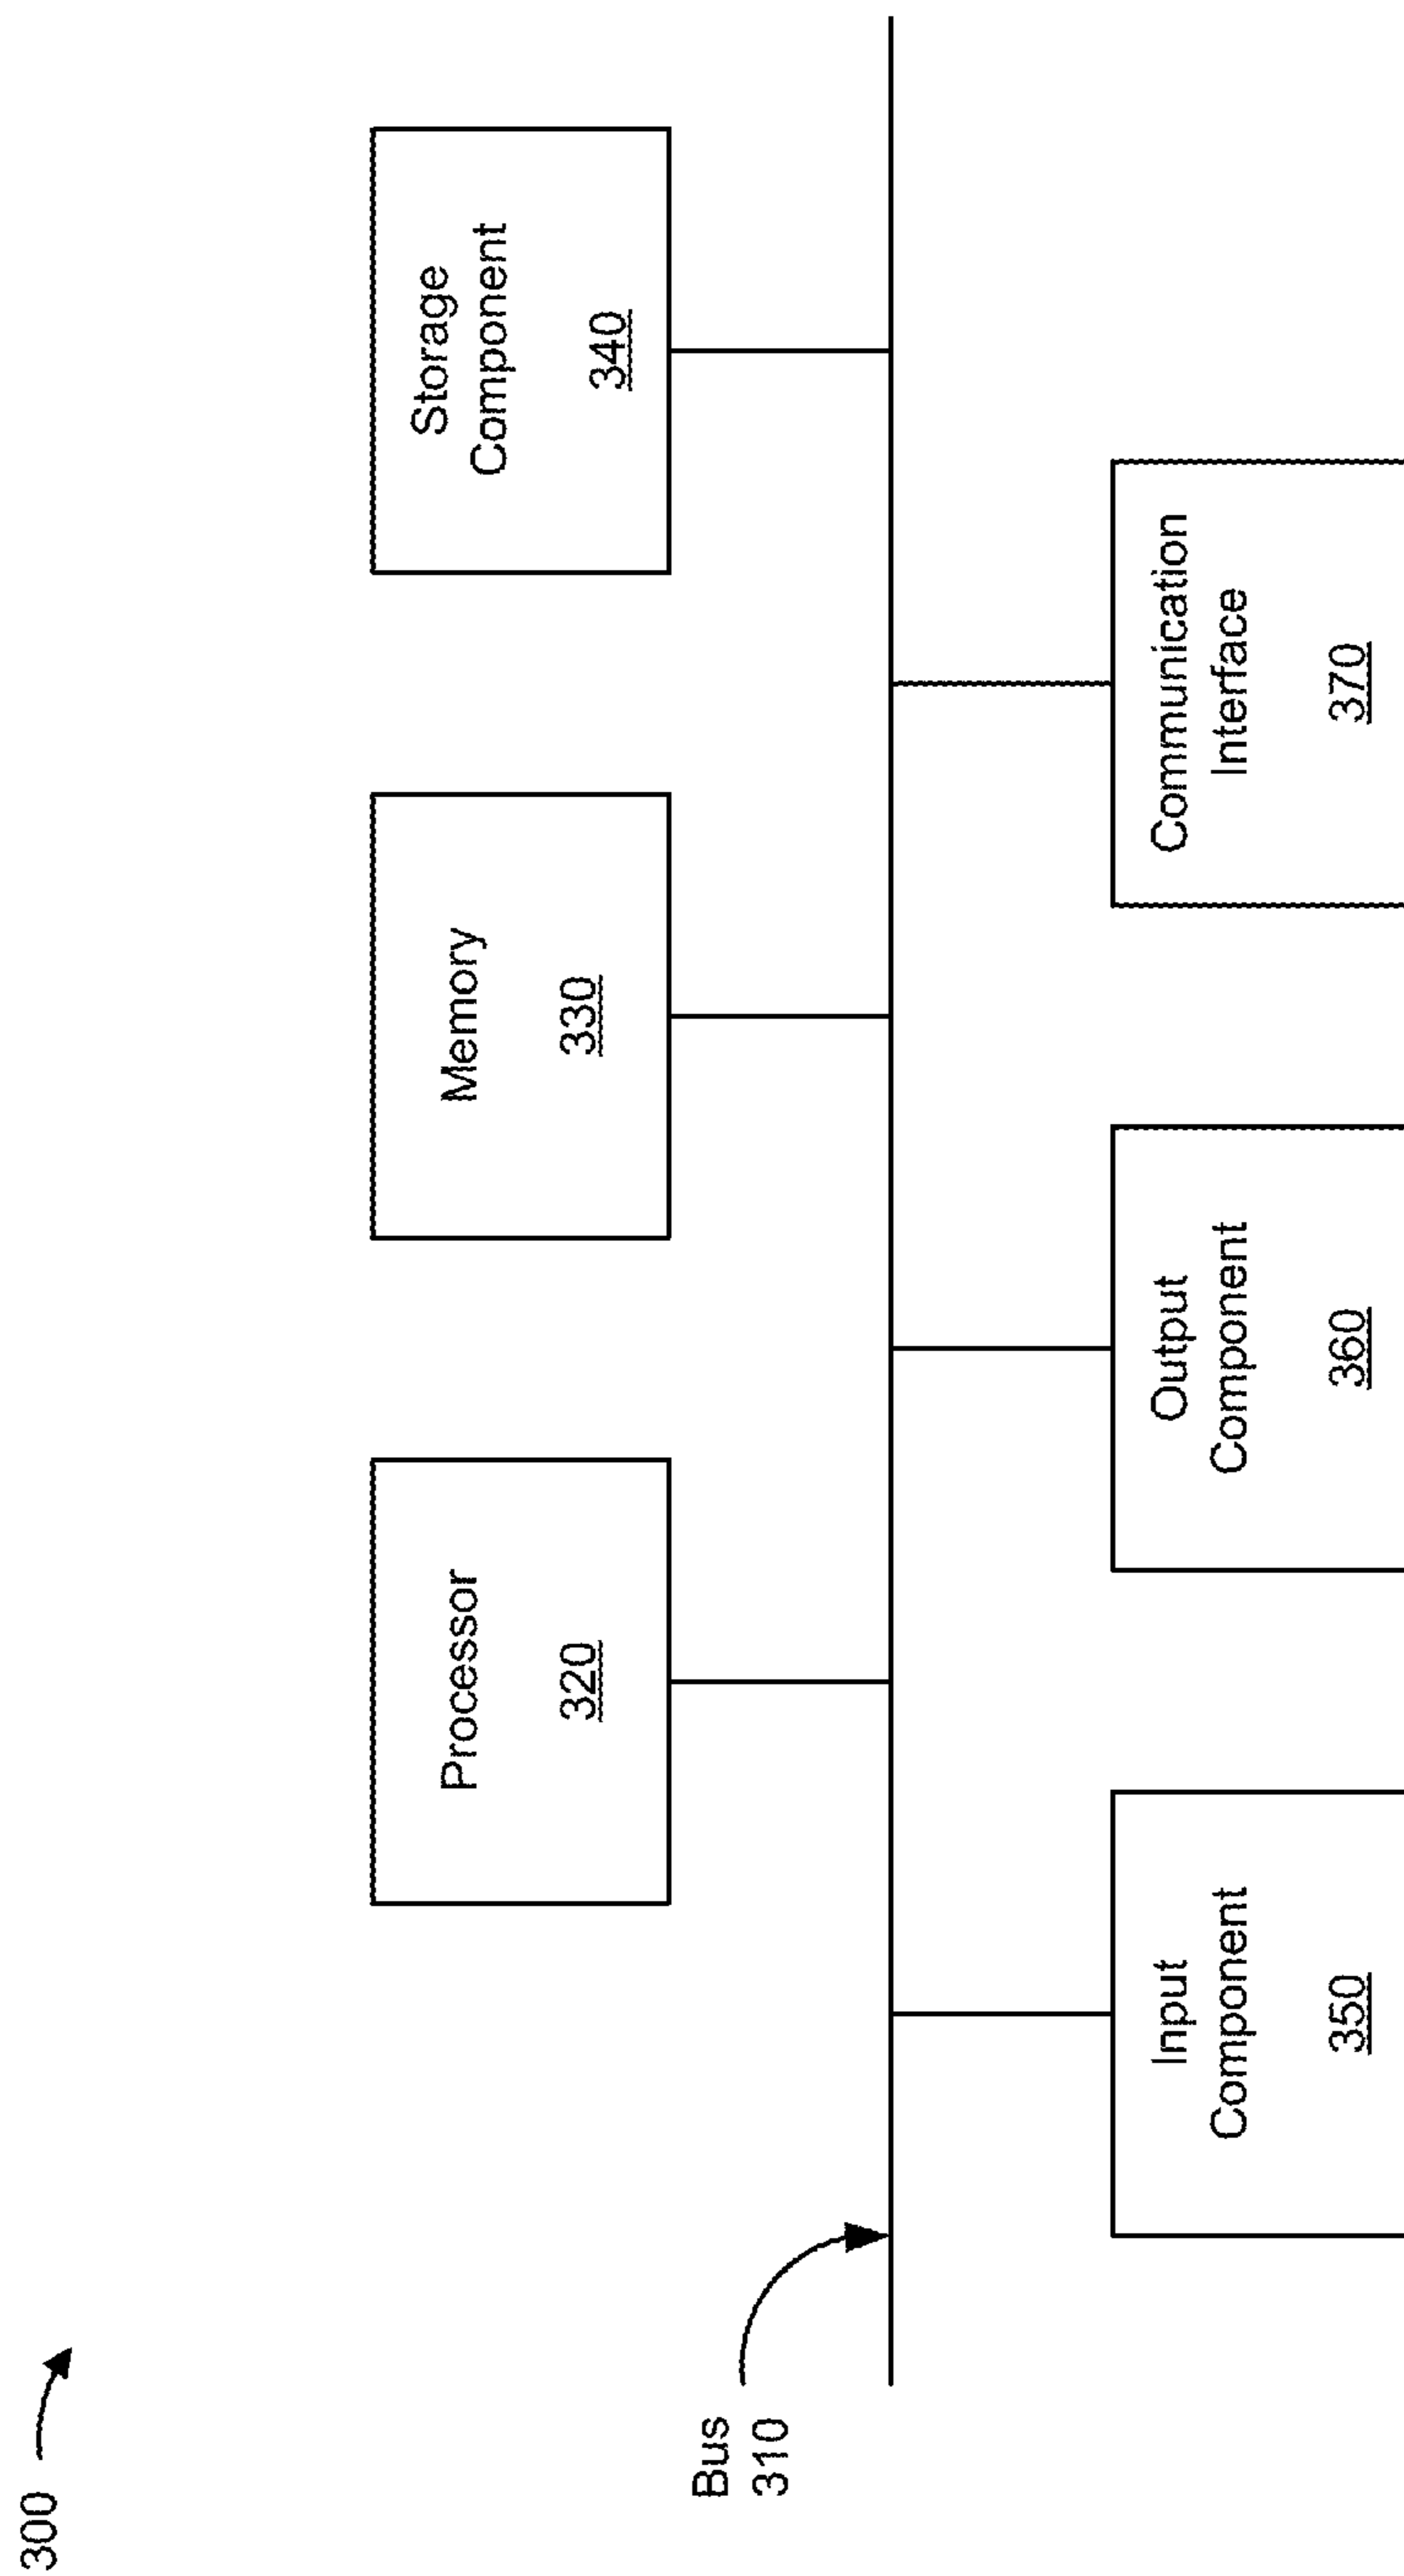 300
Processor
320
Memory
330
Storage
Component
340
Bus
310
Input
Component
350
Output
Component
360
Communication
Interface
370